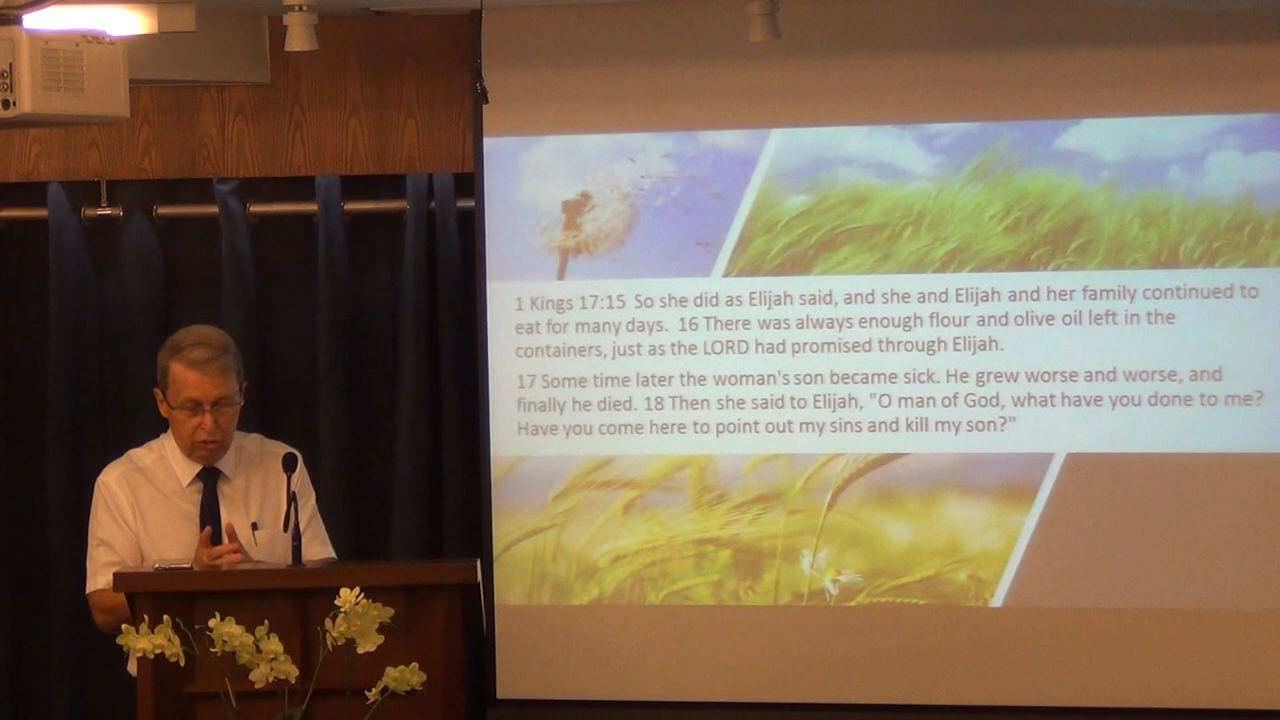 1 Kings 17:15 So she did as Elijah said, and she and Elijah and her family continued to
eat for many days. 16 There was always enough flour and olive oil left in the
containers, just as the LORD had promised through Elijah.
17 Some time later the woman's son became sick. He grew worse and worse, and
finally he died. 18 Then she said to Elijah, "O man of God, what have you done to me?
Have you come here to point out my sins and kill my son?"